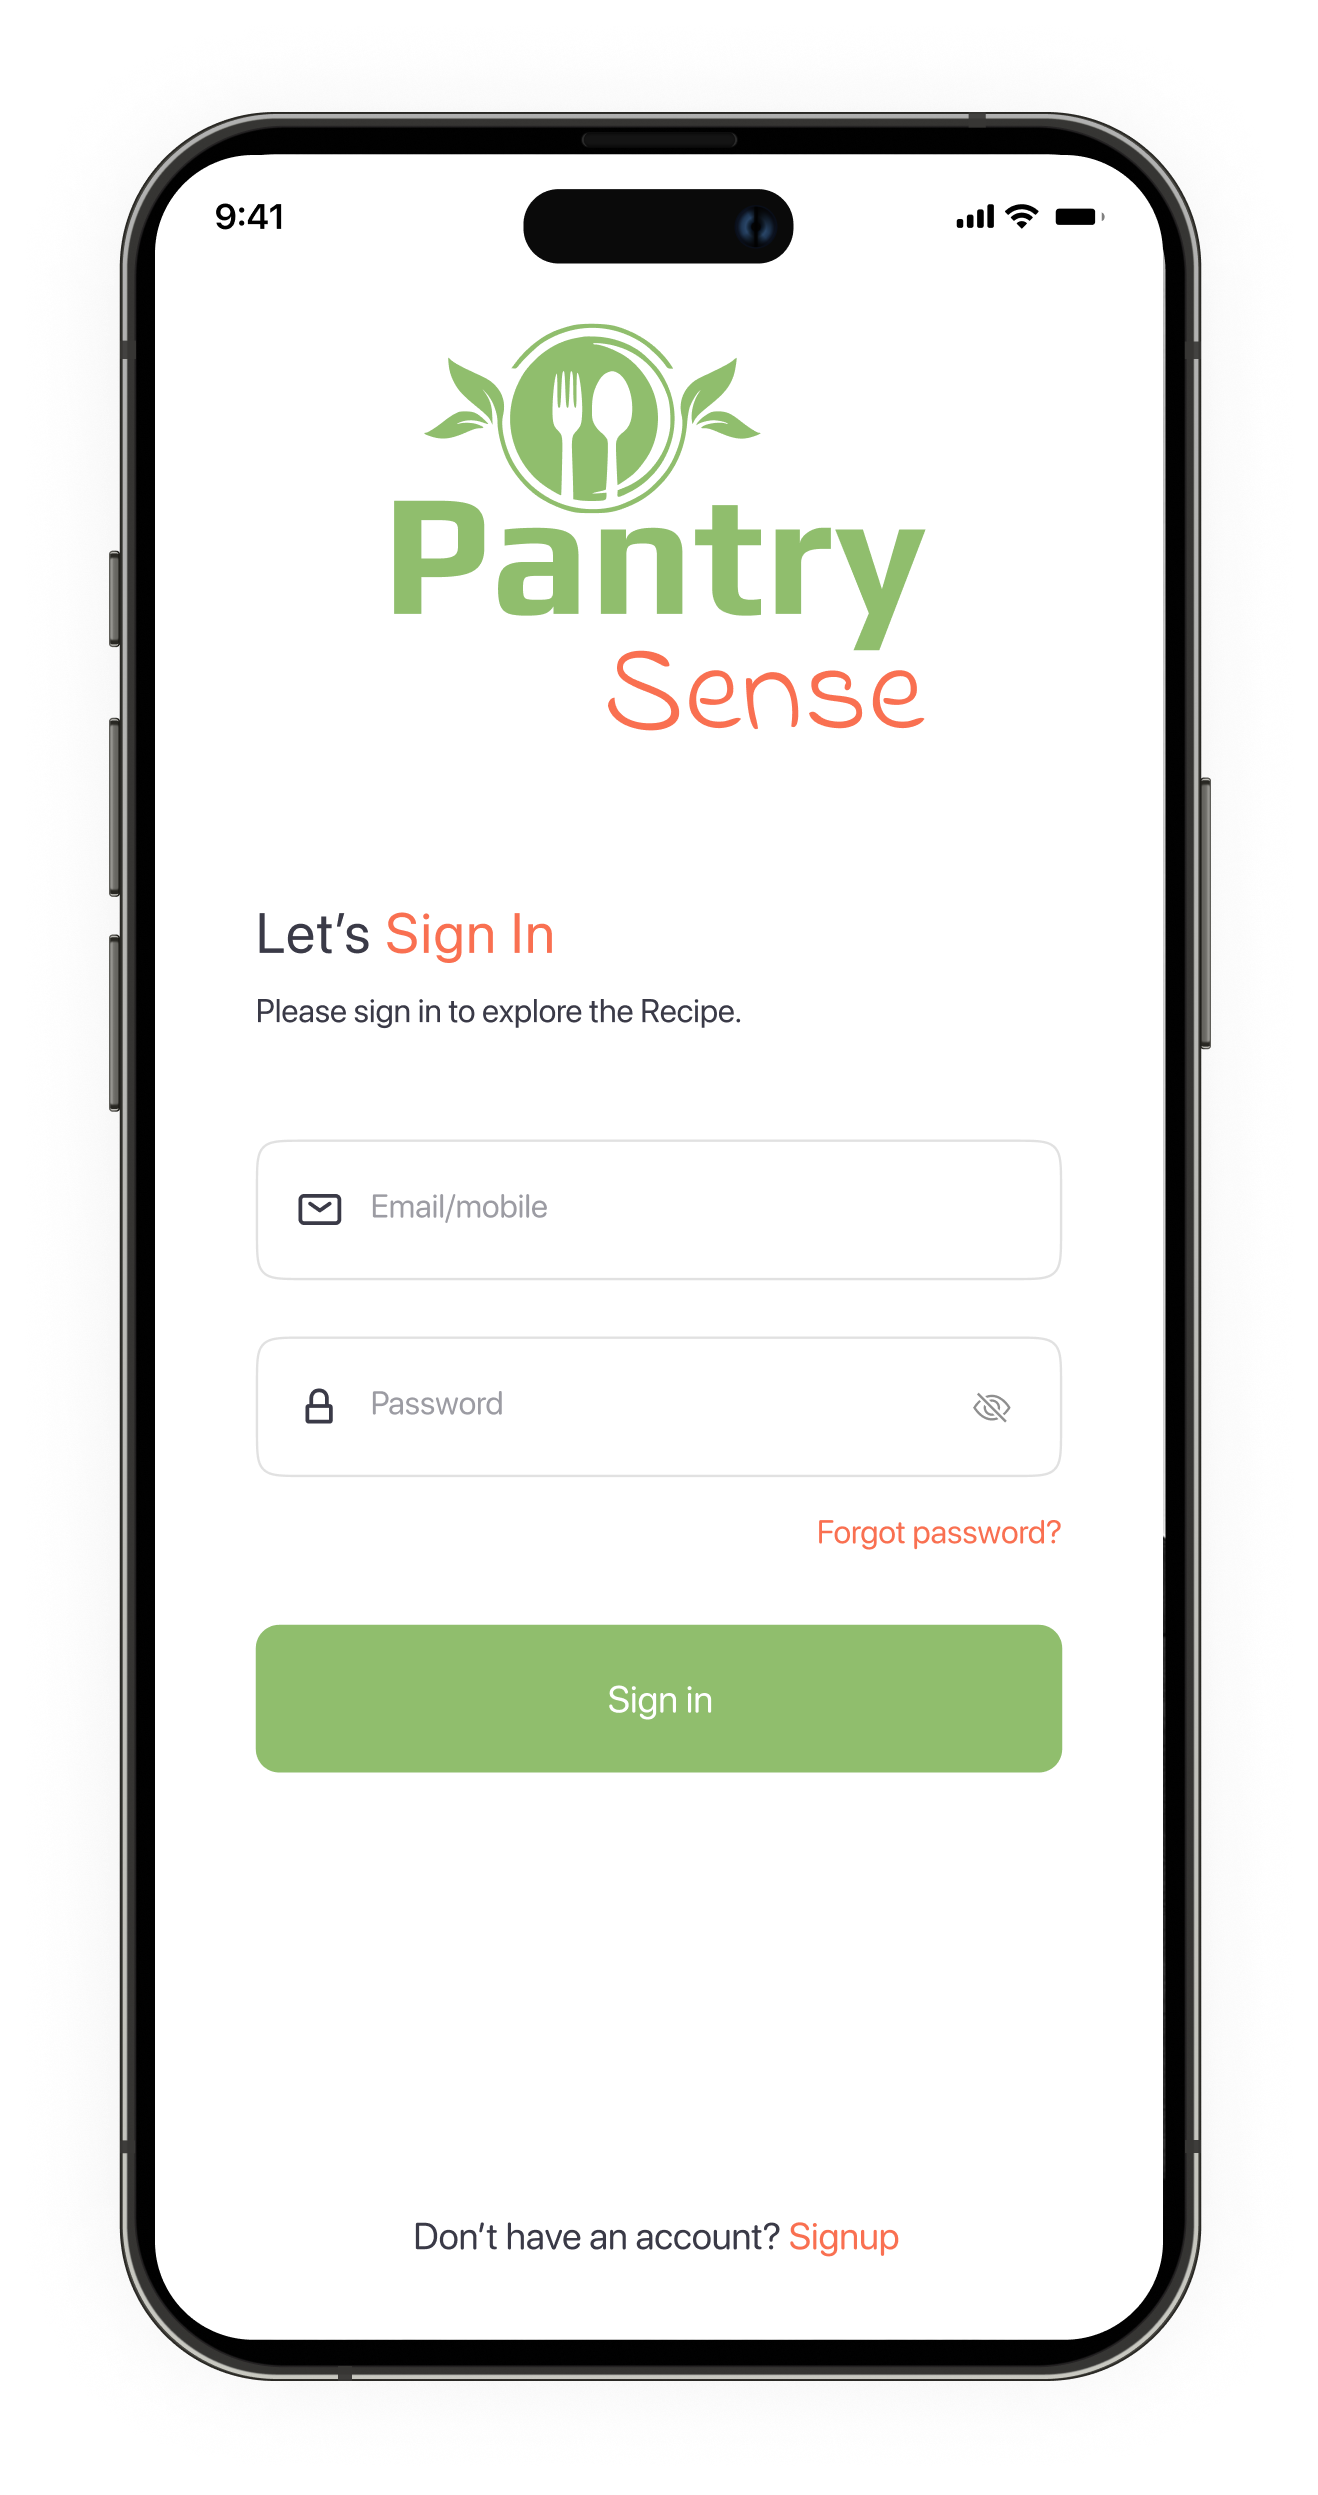 9:41
Pantry
Sense
Let’s Sign In
Please sign in to explore the Recipe.
Email/mobile
Password
Forgot password?
Sign in
Don’t have an account? Signup